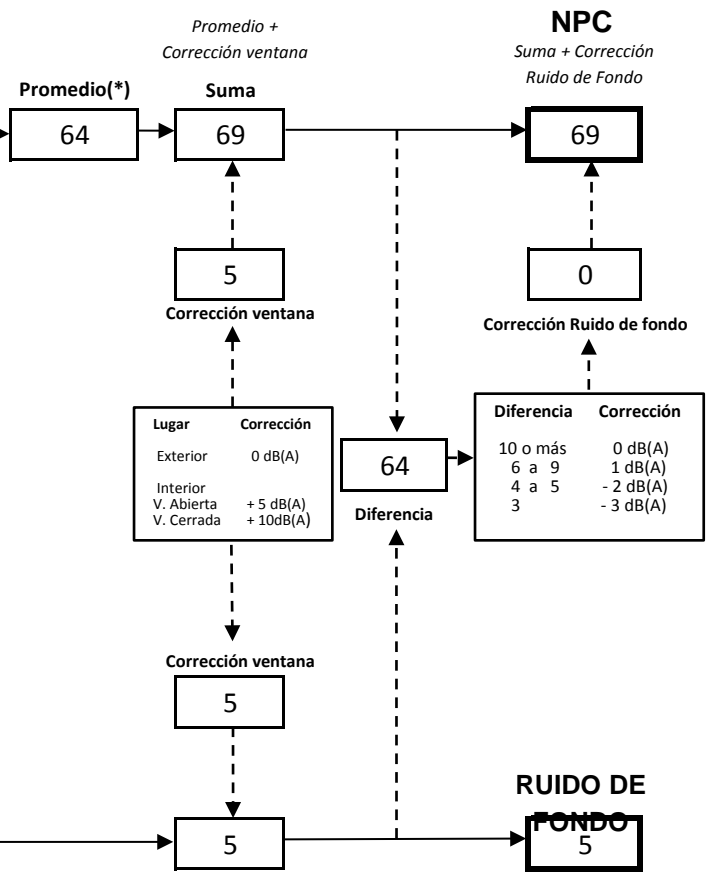 Promedio +
Corrección ventana
NPC
Suma + Corrección
Ruido de Fondo
Promedio(*)
Suma
64
69
69
5
0
Corrección ventana
Corrección Ruido de fondo
Lugar Corrección
Exterior 0 dB(A)
Interior
V. Abierta + 5 dB(A)
V. Cerrada + 10dB(A)
64
Diferencia
Diferencia Corrección
10 o más 0 dB(A)
6 a 9 1 dB(A)
4 a 5 - 2 dB(A)
3 - 3 dB(A)
Corrección ventana
5
RUIDO DE
FONDO
5
5